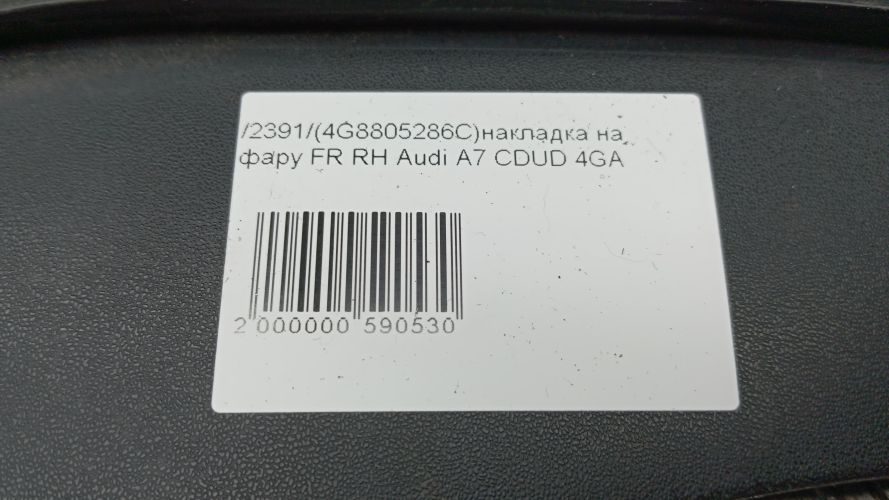 /2391/(4G8805286C)накладка на
фару FR RH Audi A7 CDUD 4GA
2 000000 590530